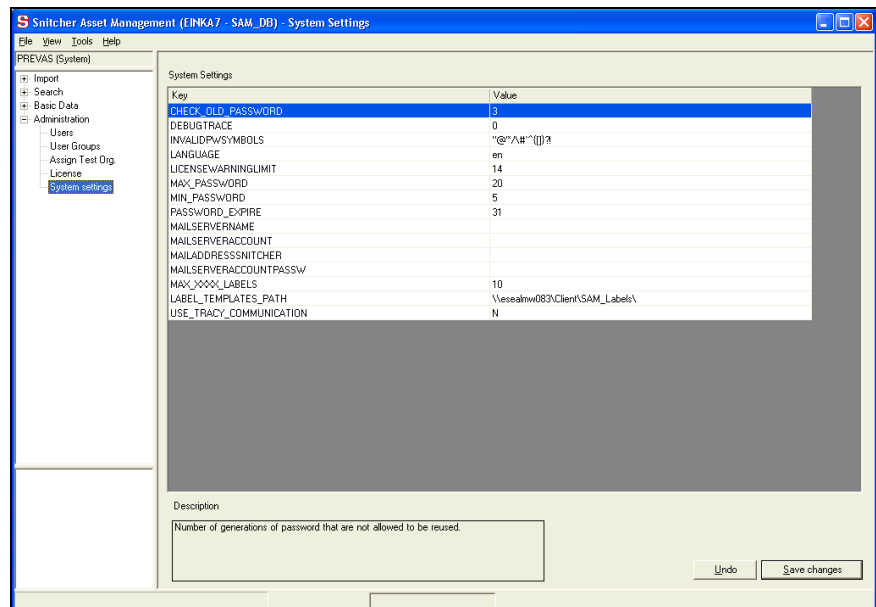 S Snitcher Asset Management (EINKA7 - SAM_DB) - System Settings
File View Tools Help
PREVAS (System)
Import
Search
Basic Data
Administration
Users
User Groups
Assign Test Org.
License
System settings
System Settings
Key Value
CHECK_OLD_PASSWORD 3
DEBUGTRACE 0
INVALIDPWSYMBOLS
LANGUAGE en
LICENSEWARNINGLIMIT 14
MAX_PASSWORD 20
MIN_PASSWORD 5
PASSWORD_EXPIRE 31
MAILSERVERNAME
MAILSERVERACCOUNT
MAILADDRESSSNITCHER
MAILSERVERACCOUNTPASSW
MAX_XXXX_LABELS 10
LABEL_TEMPLATES_PATH \\esealmw083\Client\SAM_Labels\
USE_TRACY_COMMUNICATION N
Description
Number of generations of password that are not allowed to be reused.
Undo Save changes